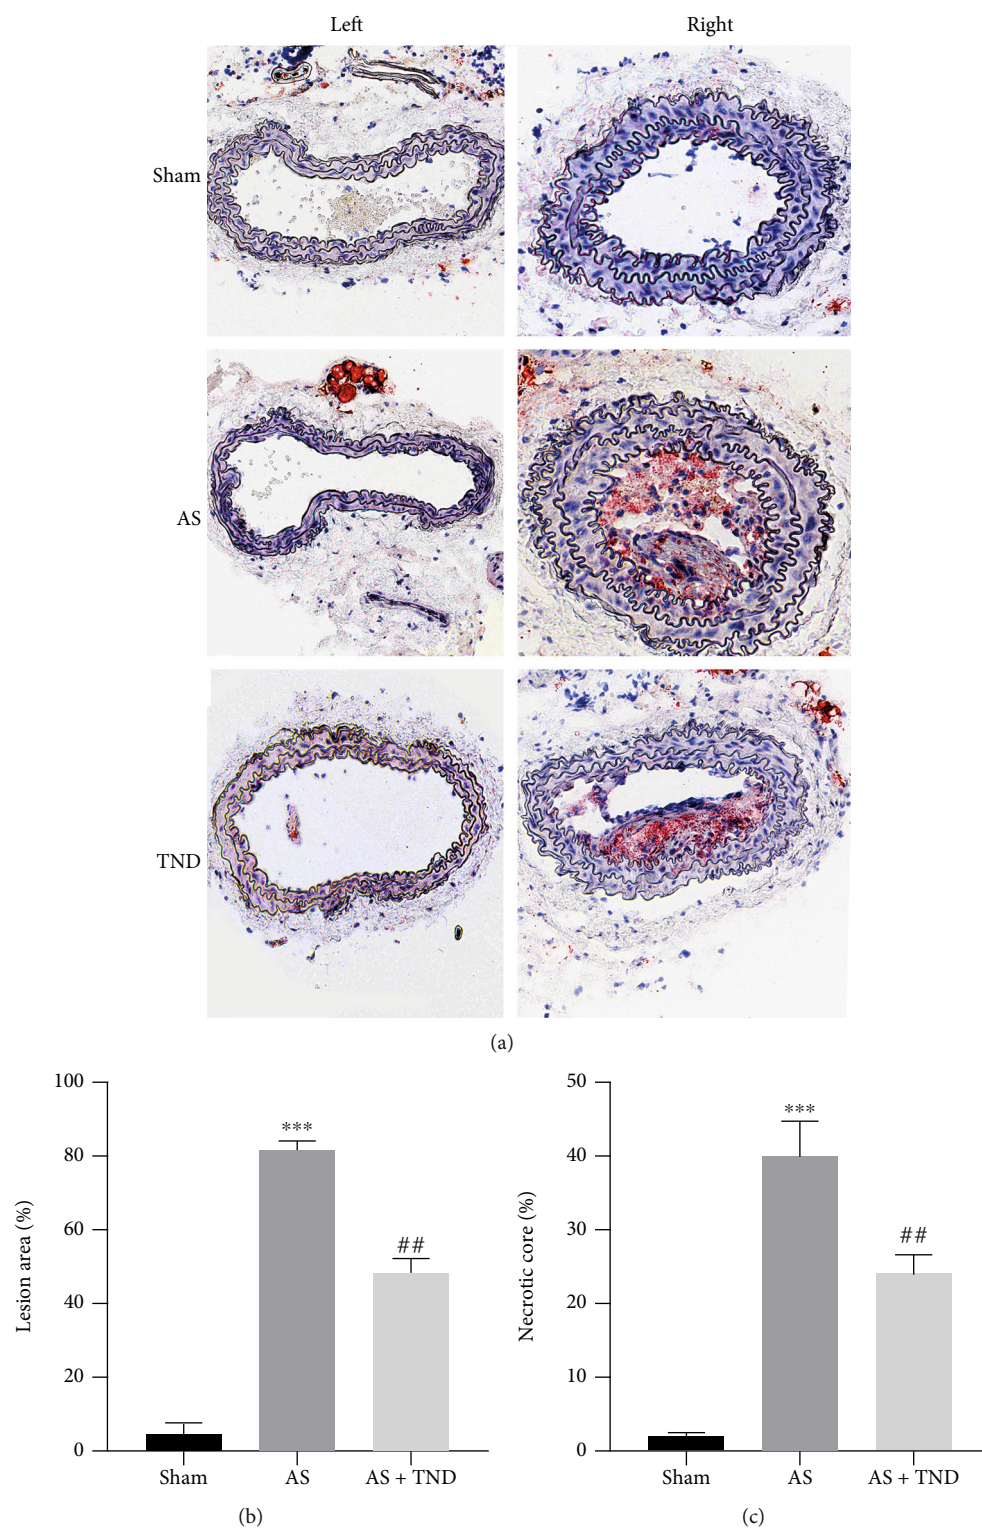 Left Right
Sham
AS
TND
(a)
100
80
60
40
20
0
Lesion area (%)
***
##
Sham AS AS + TND
(b)
50
40
30
20
10
0
Necrotic core (%)
***
##
Sham AS AS + TND
(c)